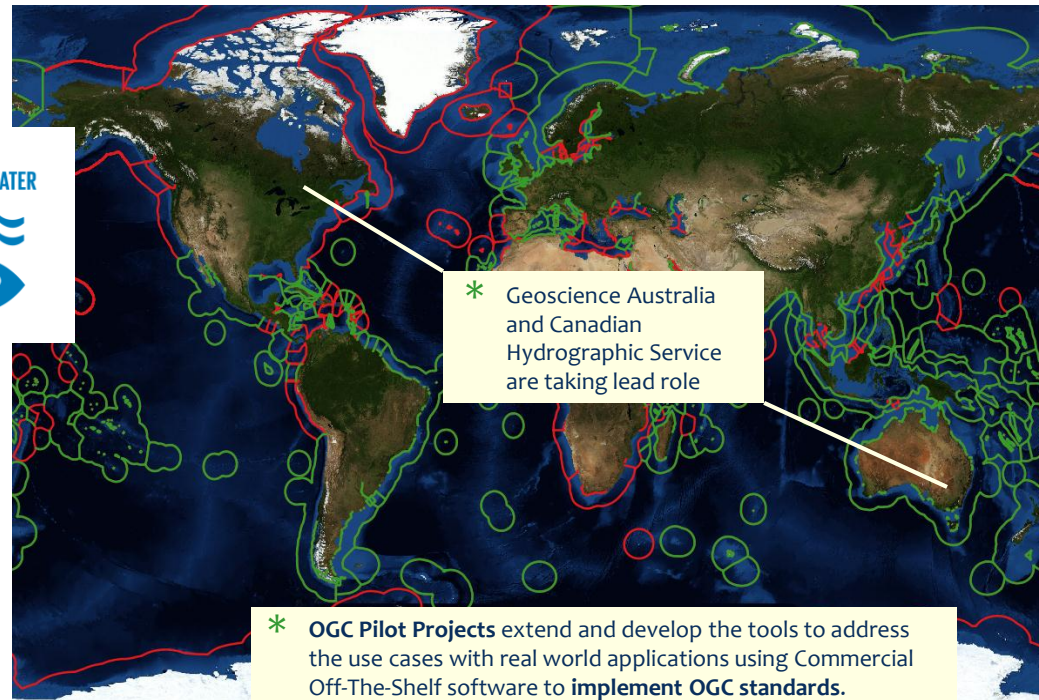 ATER
* Geoscience Australia
and Canadian
Hydrographic Service
are taking lead role
* OGC Pilot Projects extend and develop the tools to address
the use cases with real world applications using Commercial
Off-The-Shelf software to implement OGC standards.